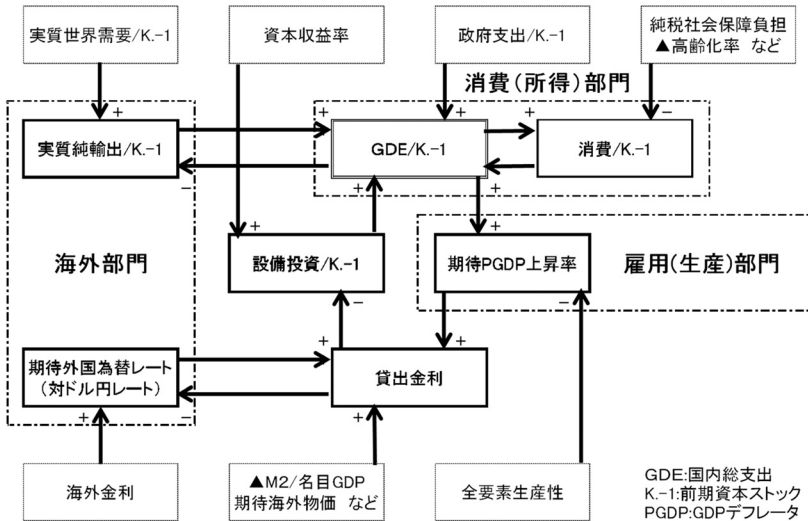 実質世界需要/K.-1
資本収益率
政府支出/K.-1
純税社会保障負担
▲高齢化率 など
消費(所得)部門
+
+
+
+
−
実質純輸出/K.-1
GDE/K.-1
消費/K.-1
−
+
+
+
+
+
海外部門
設備投資/K.-1
期待PGDP上昇率
雇用(生産)部門
−
−
+
+
期待外国為替レート
(対ドル円レート)
貸出金利
+
−
+
海外金利
▲M2/名目GDP
期待海外物価 など
全要素生産性
GDE:国内総支出
K.-1:前期資本ストック
PGDP:GDPデフレータ